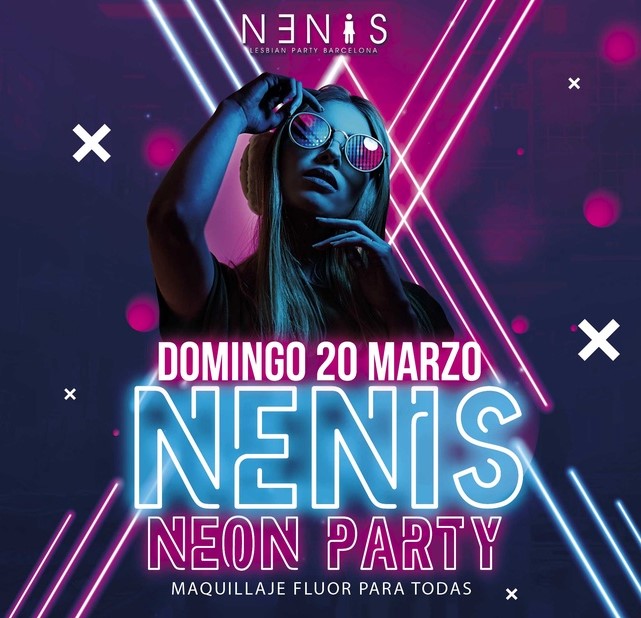 NENIS
LESBIAN PARTY BARCELONA
DOMINGO 20 MARZO
NENIS
NEON PARTY
MAQUILLAJE FLUOR PARA TODAS